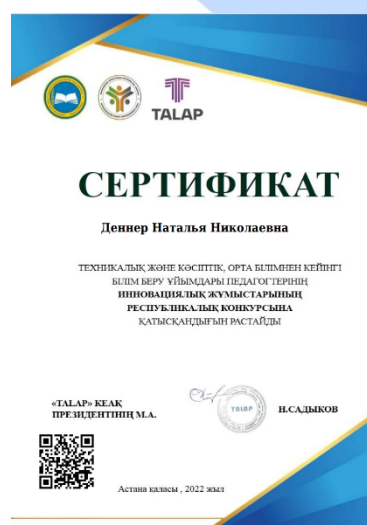 TALAP
СЕРТИФИКАТ
Деннер Наталья Николаевна
ТЕХНИКАЛЫҚ ЖӘНЕ КӘСІПТІК, ОРТА БІЛІМНЕН КЕЙІНГІ
БІЛІМ БЕРУ ҰЙЫМДАРЫ ПЕДАГОГТЕРІНІҢ
ИННОВАЦИЯЛЫҚ ЖҰМЫСТАРЫНЫҢ
РЕСПУБЛИКАЛЫҚ КОНКУРСЫНА
ҚАТЫСҚАНДЫҒЫН РАСТАЙДЫ
«TALAP» КЕАҚ
ПРЕЗИДЕНТІНІҢ М.А.
TALAP
Н.САДЫКОВ
Астана қаласы , 2022 жыл